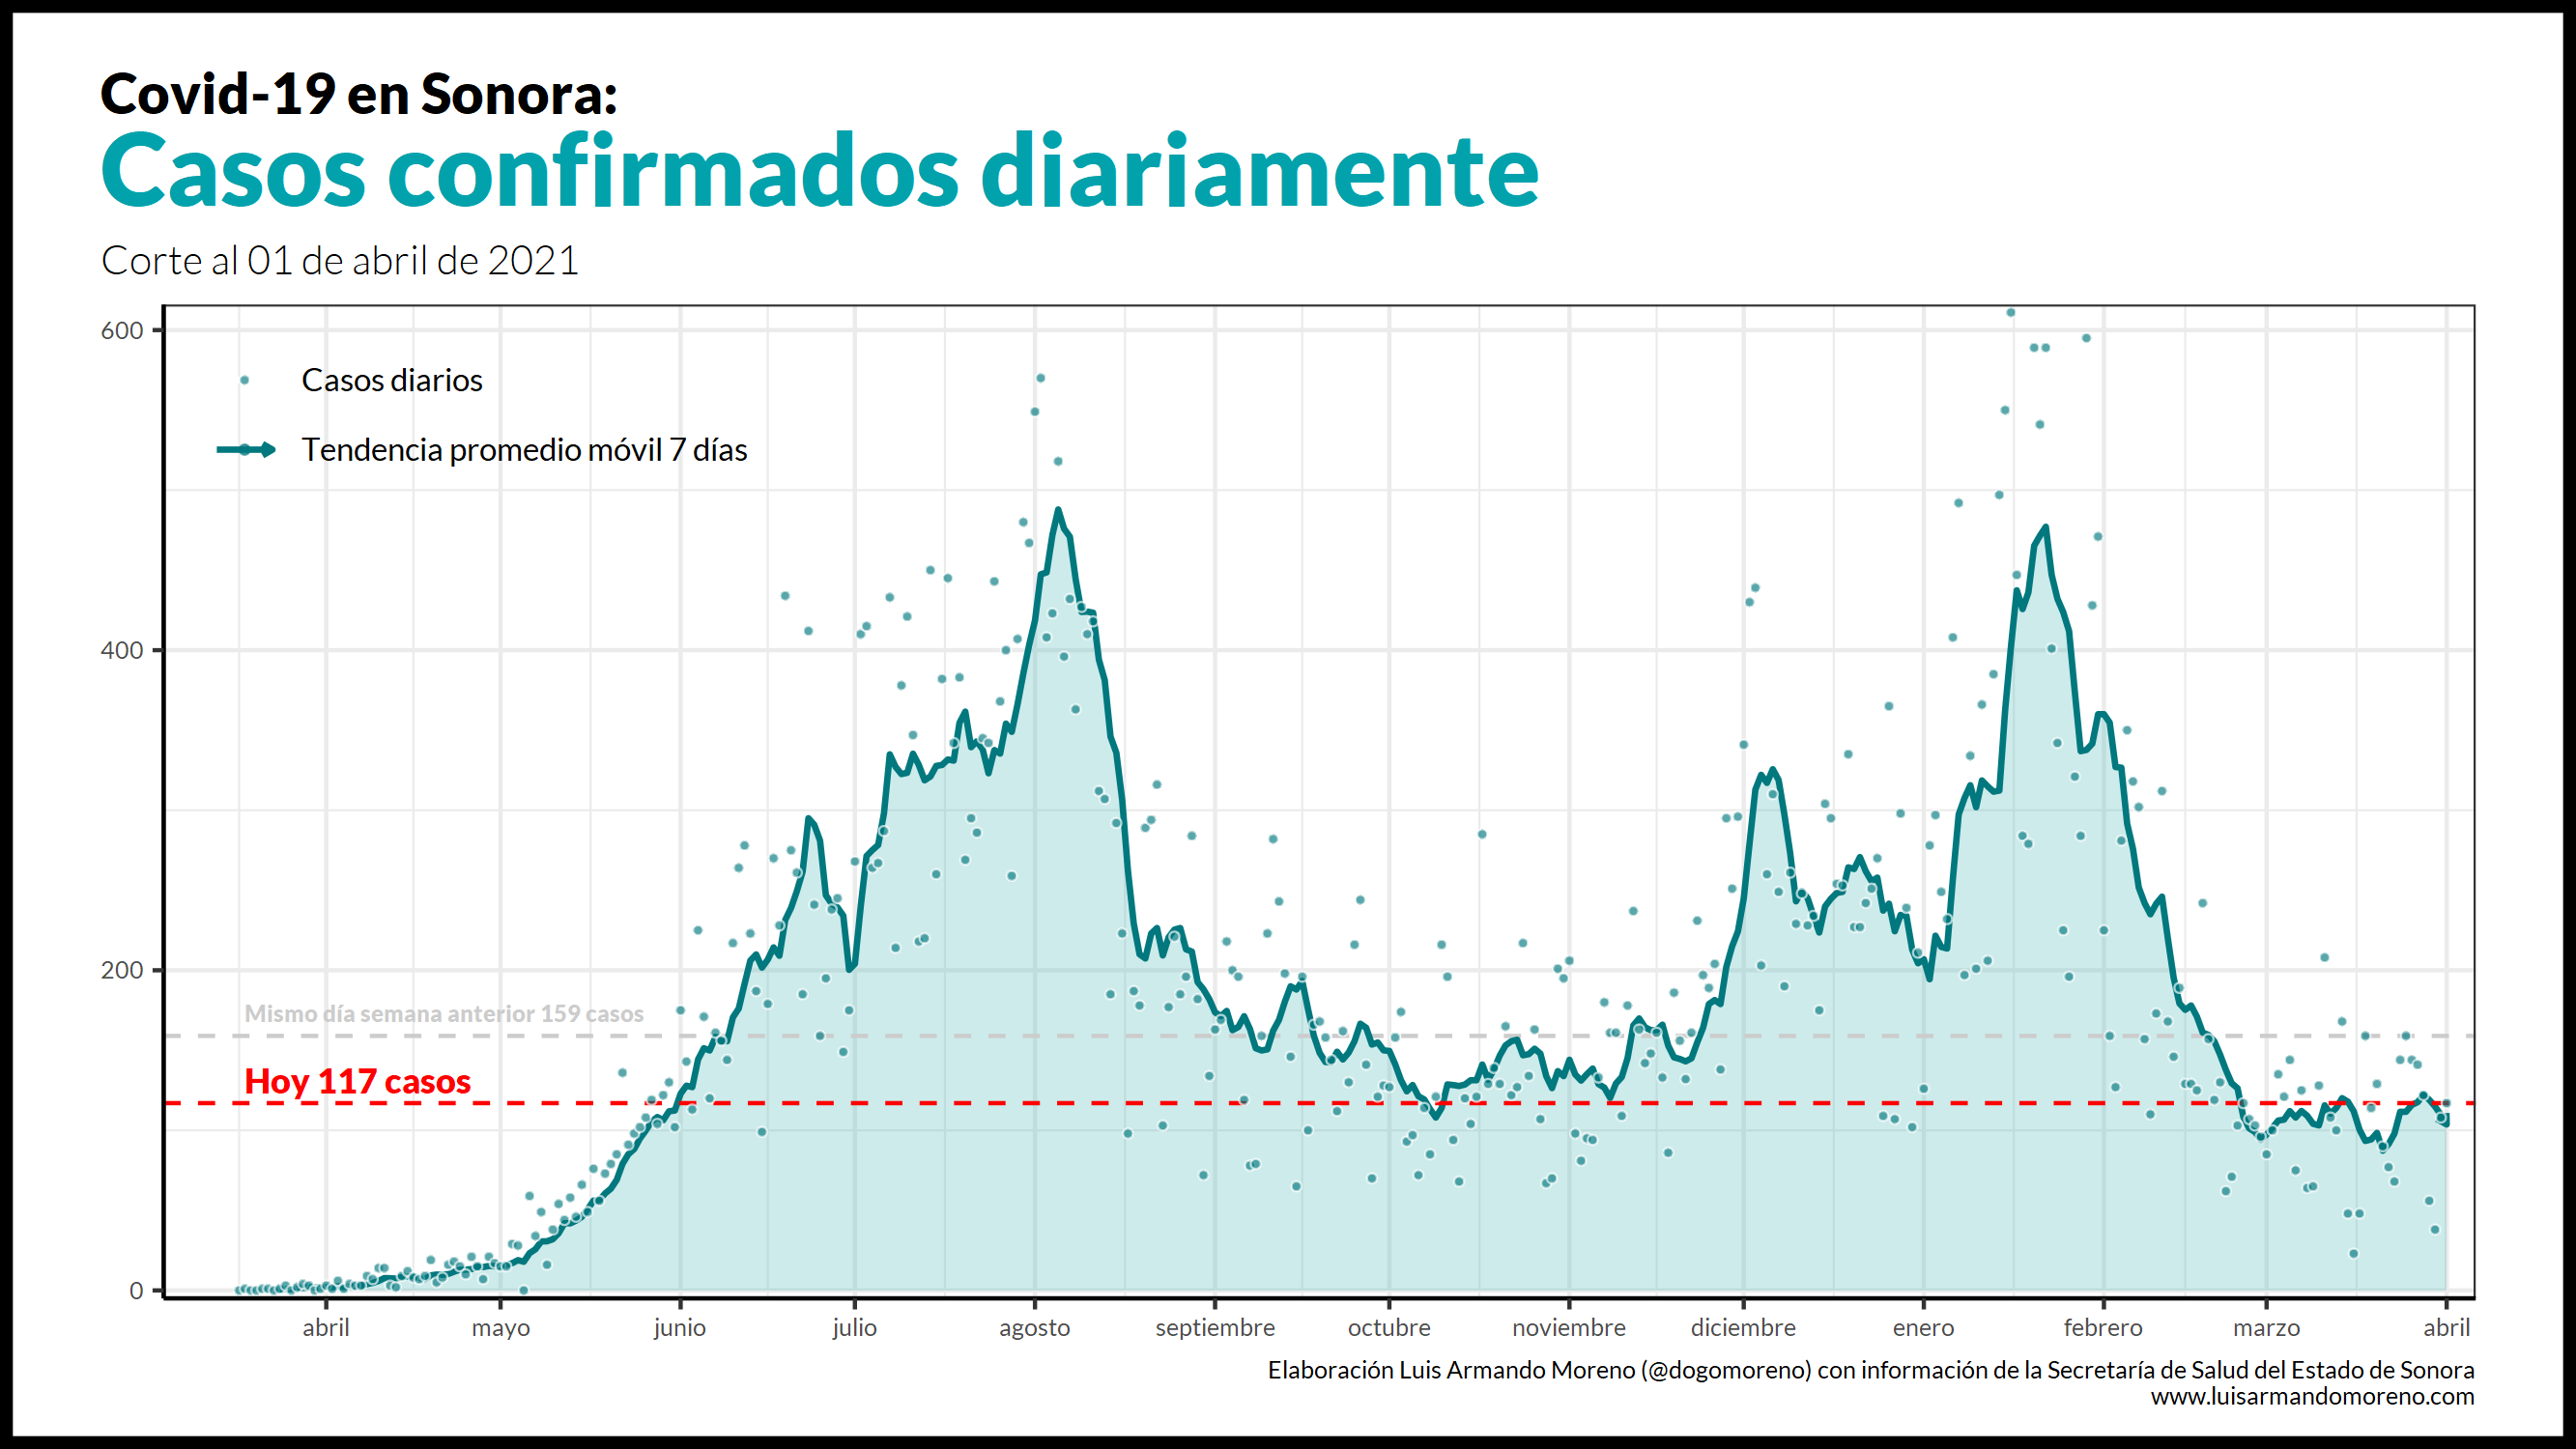 Covid-19 en Sonora:
Casos confirmados diariamente
Corte al 01 de abril de 2021
600
Casos diarios
Tendencia promedio móvil 7 días
400
200
Mismo día semana anterior 159 casos
Hoy 117 casos
0
abril mayo junio julio agosto septiembre octubre noviembre diciembre enero febrero marzo abril
Elaboración Luis Armando Moreno (@dogomoreno) con información de la Secretaría de Salud del Estado de Sonora
www.luisarmandomoreno.com